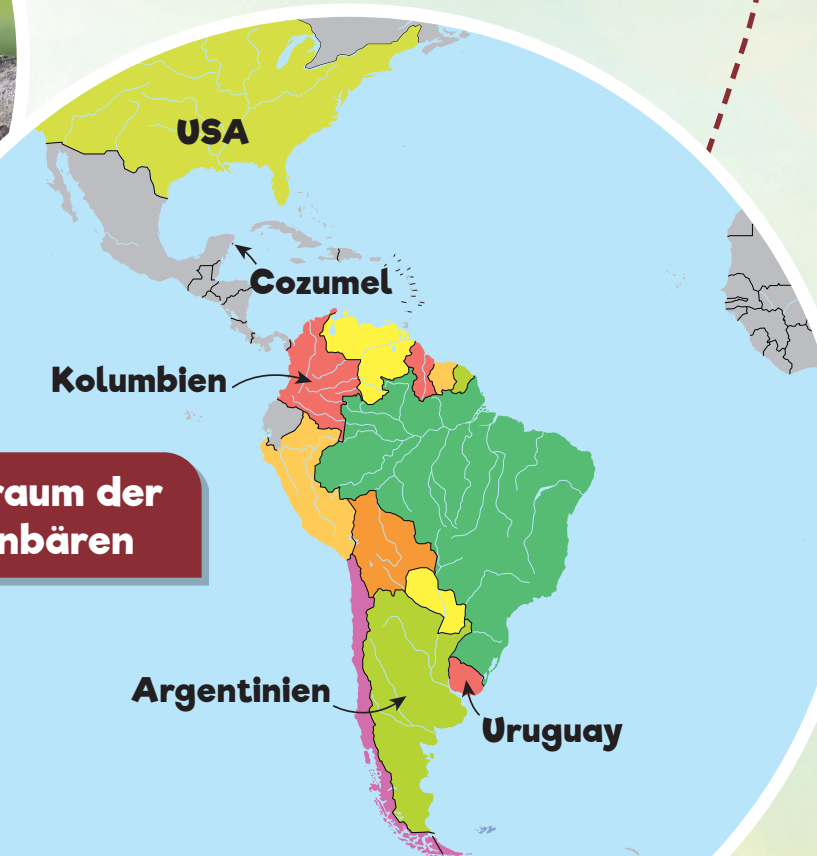 USA
Cozumel
Kolumbien
raum der
nbären
Argentinien
Uruguay